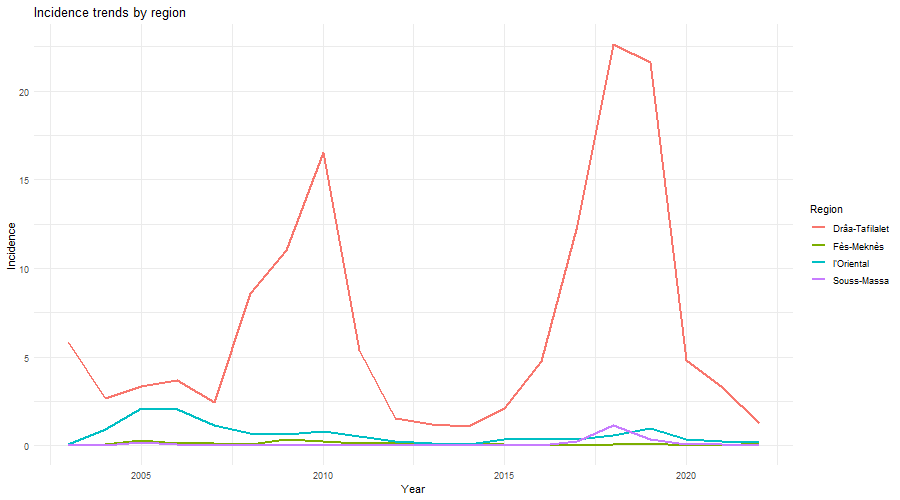 Incidence trends by region
Incidence
20
15
10
5
0
2005 2010 2015 2020
Year
Region
Drâa-Tafilalet
Fès-Meknès
l'Oriental
Souss-Massa